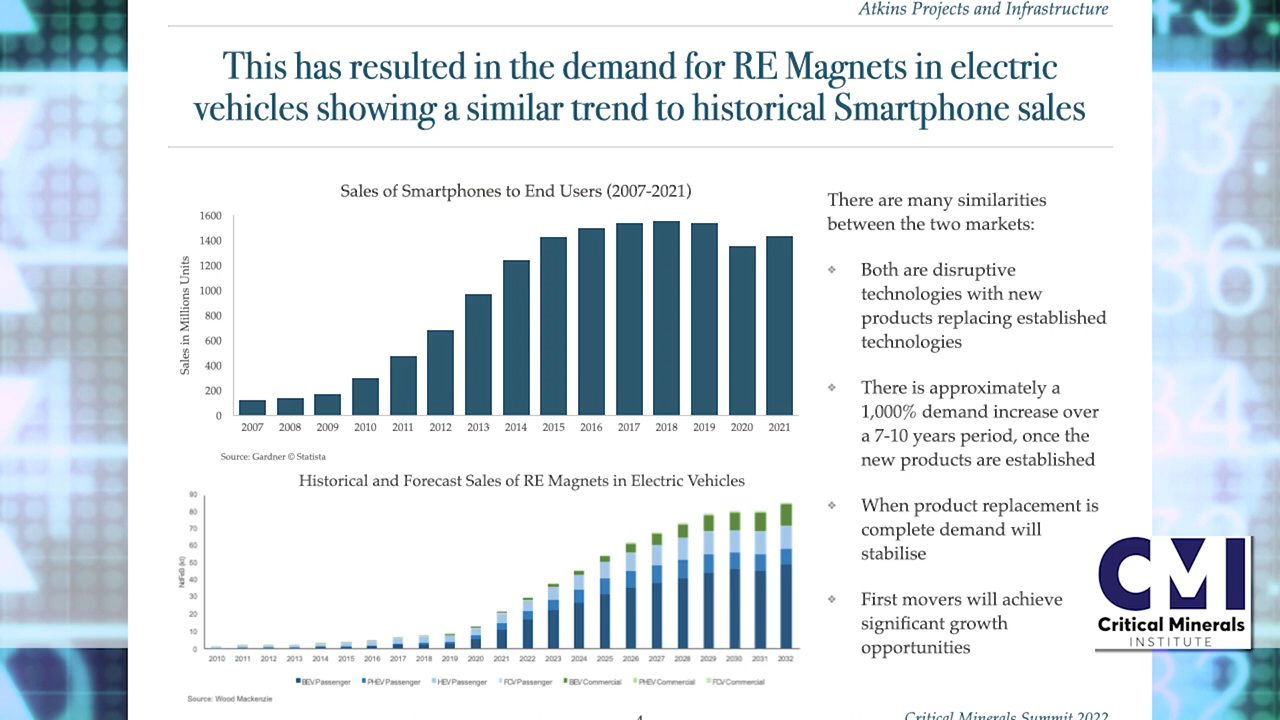 Atkins Projects and Infrastructure
This has resulted in the demand for RE Magnets in electric
vehicles showing a similar trend to historical Smartphone sales
Sales of Smartphones to End Users (2007-2021)
Sales in Millions Units
1600
1400
1200
1000
800
600
400
200
0
2007 2008 2009 2010 2011 2012 2013 2014 2015 2016 2017 2018 2019 2020 2021
Source: Gardner © Statista
Historical and Forecast Sales of RE Magnets in Electric Vehicles
NdFeB (kt)
90
80
70
60
50
40
30
20
10
0
2010 2011 2012 2013 2014 2015 2016 2017 2018 2019 2020 2021 2022 2023 2024 2025 2026 2027 2028 2029 2030 2031 2032
BEV Passenger PHEV Passenger HEV Passenger FCV Passenger BEV Commercial PHEV Commercial FCV Commercial
Source: Wood Mackenzie
There are many similarities
between the two markets:
❖ Both are disruptive
technologies with new
products replacing established
technologies
❖ There is approximately a
1,000% demand increase over
a 7-10 years period, once the
new products are established
❖ When product replacement is
complete demand will
stabilise
❖ First movers will achieve
significant growth
opportunities
CMI
Critical Minerals
INSTITUTE
4
Critical Minerals Summit 2022